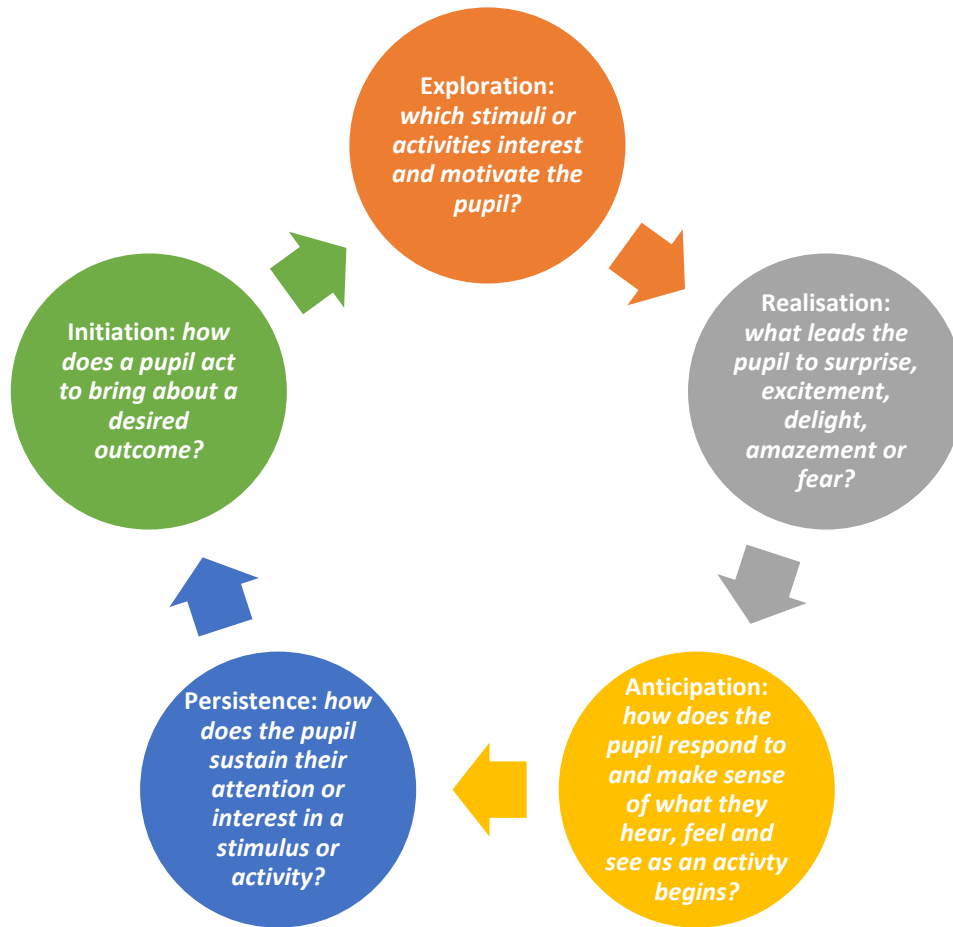 Exploration:
which stimuli or
activities interest
and motivate the
pupil?
Realisation:
what leads the
pupil to surprise,
excitement,
delight,
amazement or
fear?
Anticipation:
how does the
pupil respond to
and make sense
of what they
hear, feel and
see as an activty
begins?
Persistence: how
does the pupil
sustain their
attention or
interest in a
stimulus or
activity?
Initiation: how
does a pupil act
to bring about a
desired
outcome?